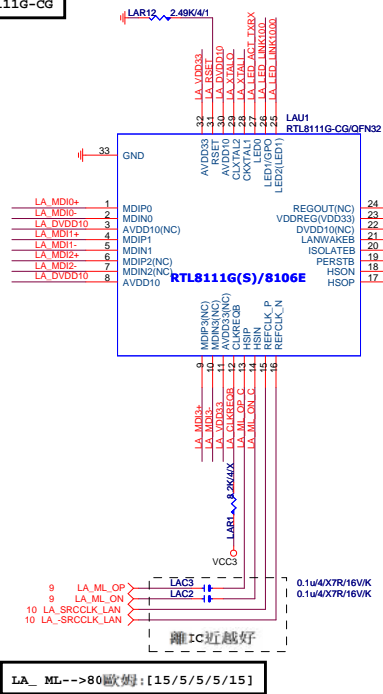 111G-CG
LAR12 2.49K/4/1
LA_VDD33
LA_RSET
LA_DVDD10
LA_XTALO
LA_XTALI
LA_LED_ACT_TXRX
LA_LED_LINK100
LA_LED_LINK1000
32 31 30 29 28 27 26 25
LAU1
RTL8111G-CG/QFN32
AVDD33
RSET
AVDD10
CLXTAL2
CKXTAL1
LED0
LED1/GPO
LED2(LED1)
33 GND
LA_MDI0+ 1 MDIP0
LA_MDI0- 2 MDIN0
LA_DVDD10 3 AVDD10(NC)
LA_MDI1+ 4 MDIP1
LA_MDI1- 5 MDIN1
LA_MDI2+ 6 MDIP2(NC)
LA_MDI2- 7 MDIN2(NC)
LA_DVDD10 8 AVDD10
REGOUT(NC) 24
VDDREG(VDD33) 23
DVDD10(NC) 22
LANWAKEB 21
ISOLATEB 20
PERSTB 19
HSON 18
HSOP 17
RTL8111G(S)/8106E
MDIP3(NC)
MDIN3(NC)
AVDD33(NC)
CLKREQB
HSIP
HSIN
REFCLK_P
REFCLK_N
9 10 11 12 13 14 15 16
LA_MDI3+
LA_MDI3-
LA_VDD33
LA_CLKREQB
LA_ML_OP_C
LA_ML_ON_C
LAR1 8.2K/4/X
VCC3
9 LA_ML_OP LAC3 0.1u/4/X7R/16V/K
9 LA_ML_ON LAC2 0.1u/4/X7R/16V/K
10 LA_SRCCLK_LAN
10 LA_-SRCCLK_LAN
離IC近越好
LA_ ML-->80歐姆:[15/5/5/5/15]